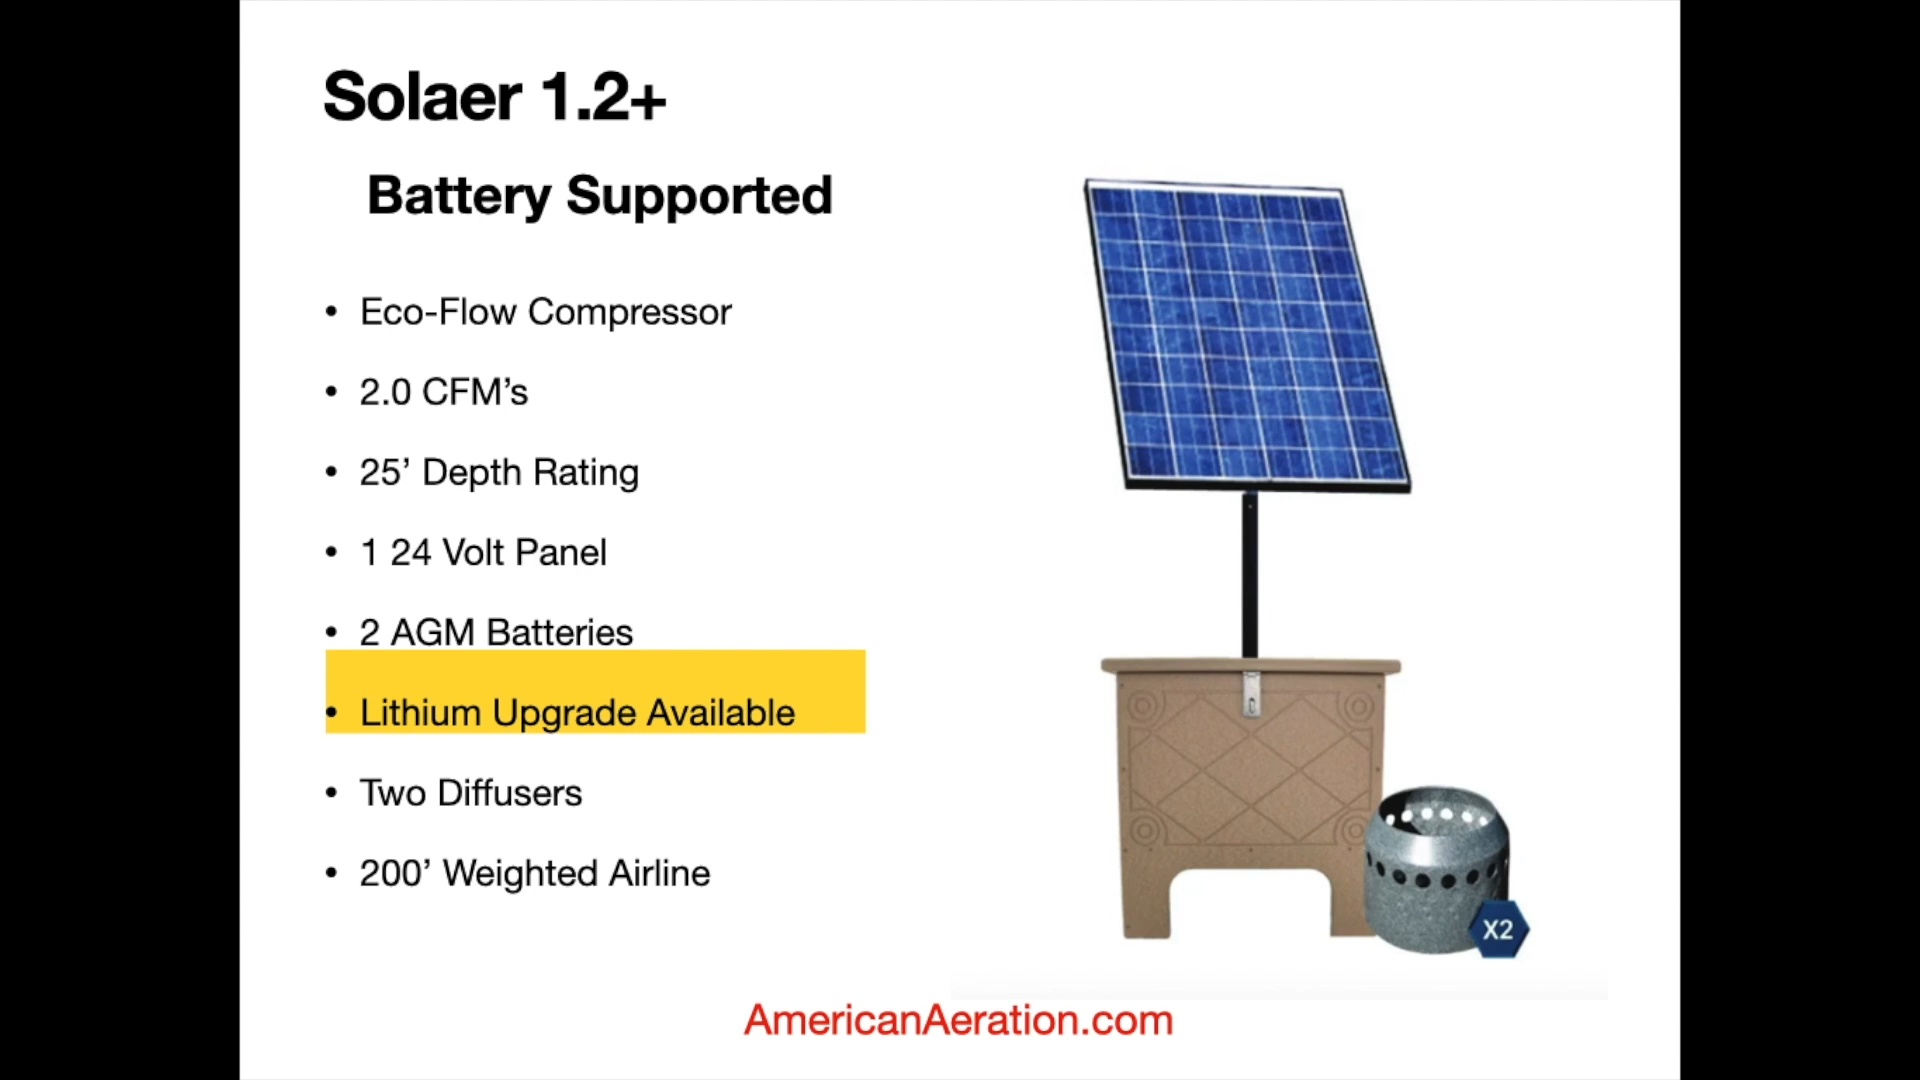 Solaer 1.2+
Battery Supported
• Eco-Flow Compressor
• 2.0 CFM’s
• 25’ Depth Rating
• 1 24 Volt Panel
• 2 AGM Batteries
• Lithium Upgrade Available
• Two Diffusers
• 200’ Weighted Airline
X2
AmericanAeration.com